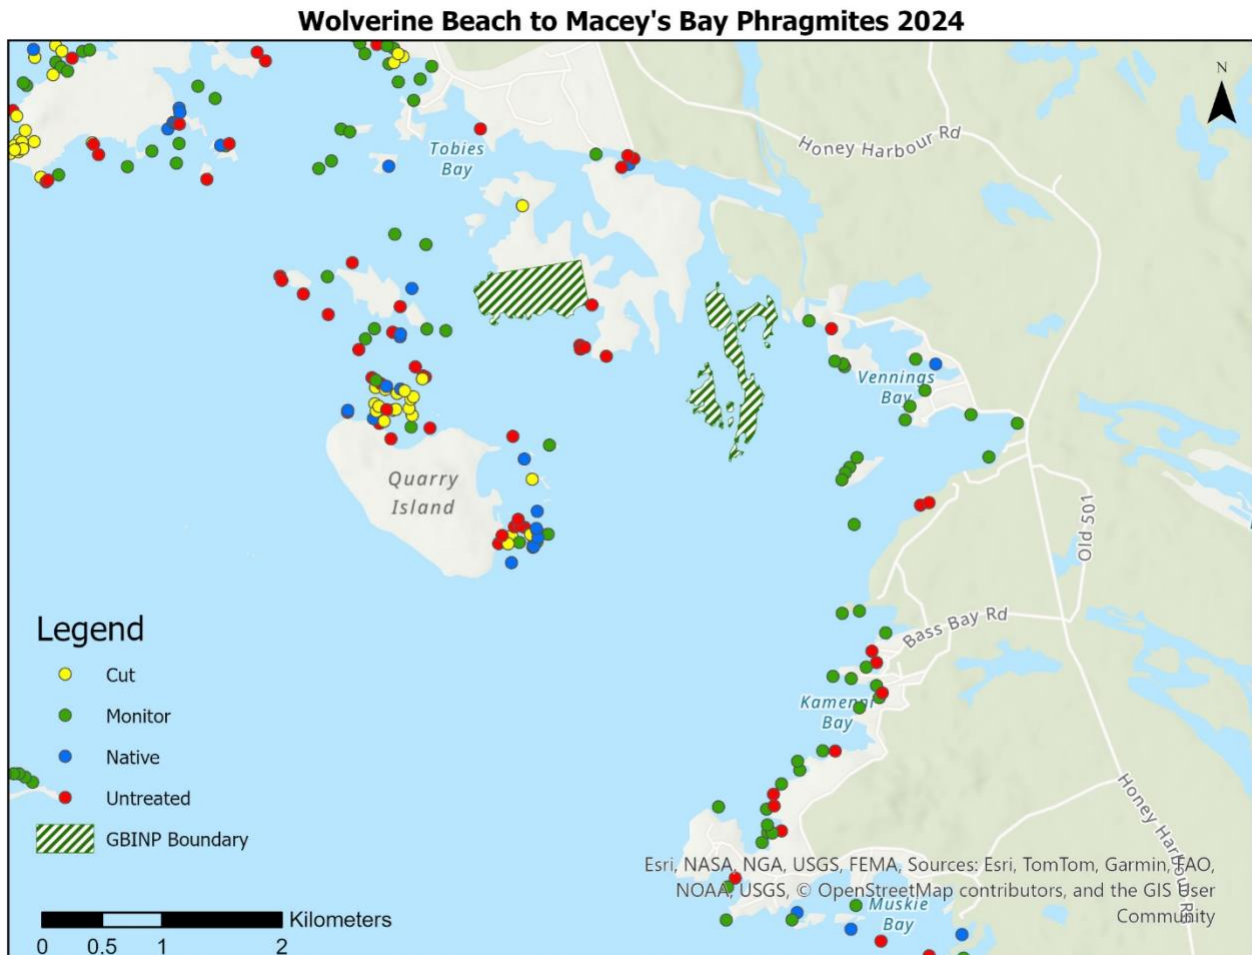 Wolverine Beach to Macey's Bay Phragmites 2024
N
Honey Harbour Rd
Tobies
Bay
Vennings
Bay
Quarry
Island
Old 501
Bass Bay Rd
Kamenni
Bay
Honey Harbour Rd
Muskie
Bay
Legend
Cut
Monitor
Native
Untreated
GBINP Boundary
Kilometers
0 0.5 1 2
Esri, NASA, NGA, USGS, FEMA, Sources: Esri, TomTom, Garmin, FAO,
NOAA, USGS, © OpenStreetMap contributors, and the GIS User
Community